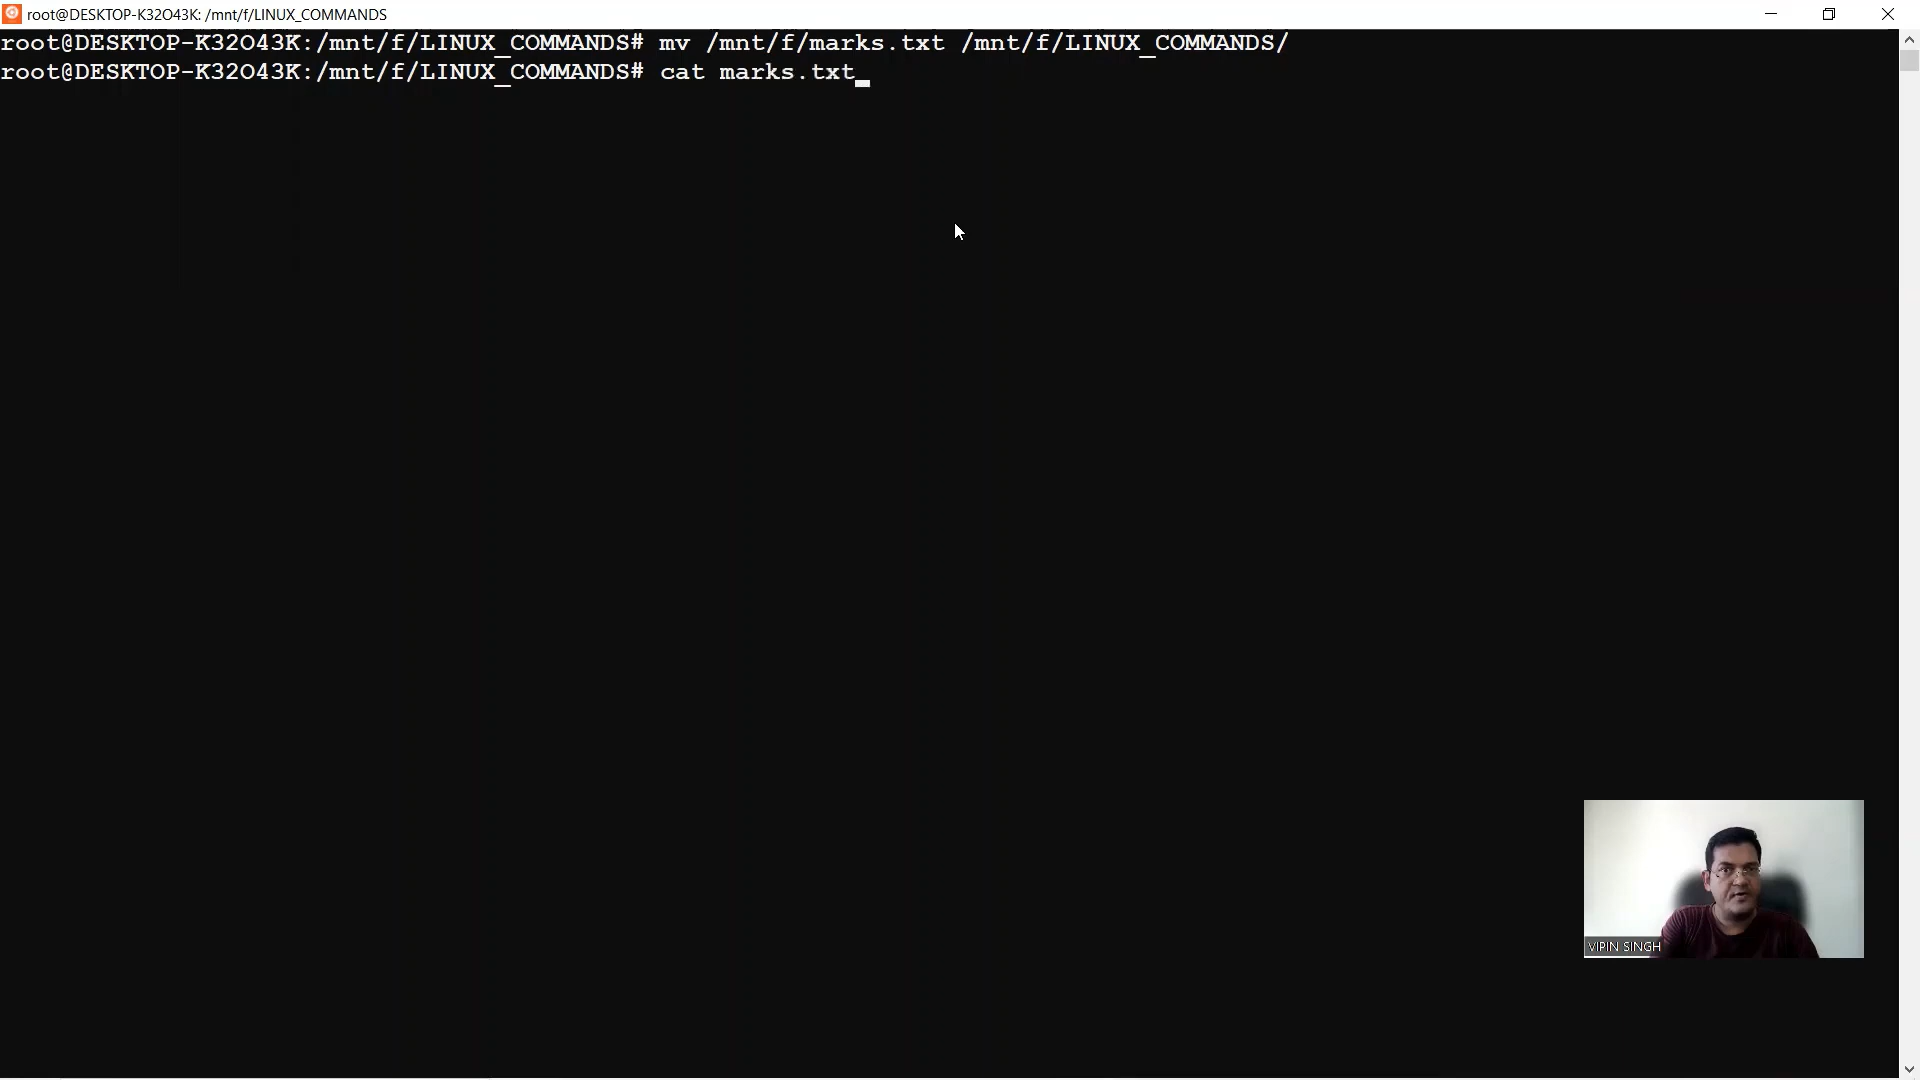 root@DESKTOP-K32O43K: /mnt/f/LINUX_COMMANDS
root@DESKTOP-K32O43K:/mnt/f/LINUX_COMMANDS# mv /mnt/f/marks.txt /mnt/f/LINUX_COMMANDS/
root@DESKTOP-K32O43K:/mnt/f/LINUX_COMMANDS# cat marks.txt
VIPIN SINGH